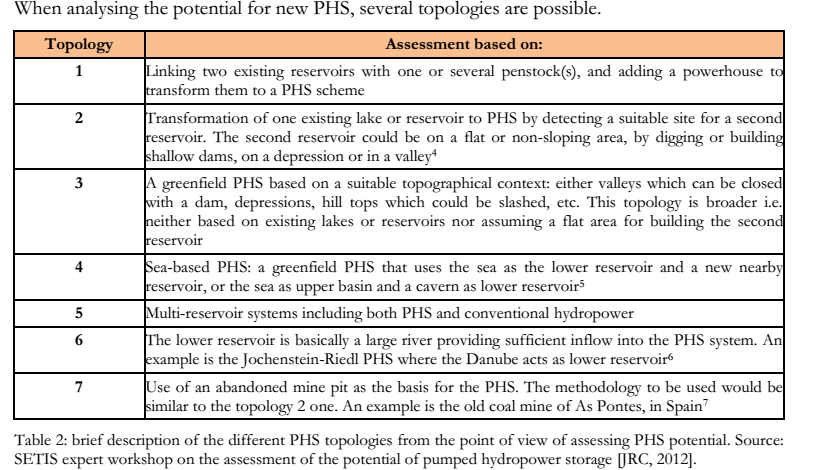 When analysing the potential for new PHS, several topologies are possible.
Topology
Assessment based on:
1
Linking two existing reservoirs with one or several penstock(s), and adding a powerhouse to
transform them to a PHS scheme
2
Transformation of one existing lake or reservoir to PHS by detecting a suitable site for a second
reservoir. The second reservoir could be on a flat or non-sloping area, by digging or building
shallow dams, on a depression or in a valley⁴
3
A greenfield PHS based on a suitable topographical context: either valleys which can be closed
with a dam, depressions, hill tops which could be slashed, etc. This topology is broader i.e.
neither based on existing lakes or reservoirs nor assuming a flat area for building the second
reservoir
4
Sea-based PHS: a greenfield PHS that uses the sea as the lower reservoir and a new nearby
reservoir, or the sea as upper basin and a cavern as lower reservoir⁵
5
Multi-reservoir systems including both PHS and conventional hydropower
6
The lower reservoir is basically a large river providing sufficient inflow into the PHS system. An
example is the Jochenstein-Riedl PHS where the Danube acts as lower reservoir⁶
7
Use of an abandoned mine pit as the basis for the PHS. The methodology to be used would be
similar to the topology 2 one. An example is the old coal mine of As Pontes, in Spain⁷
Table 2: brief description of the different PHS topologies from the point of view of assessing PHS potential. Source:
SETIS expert workshop on the assessment of the potential of pumped hydropower storage [JRC, 2012].